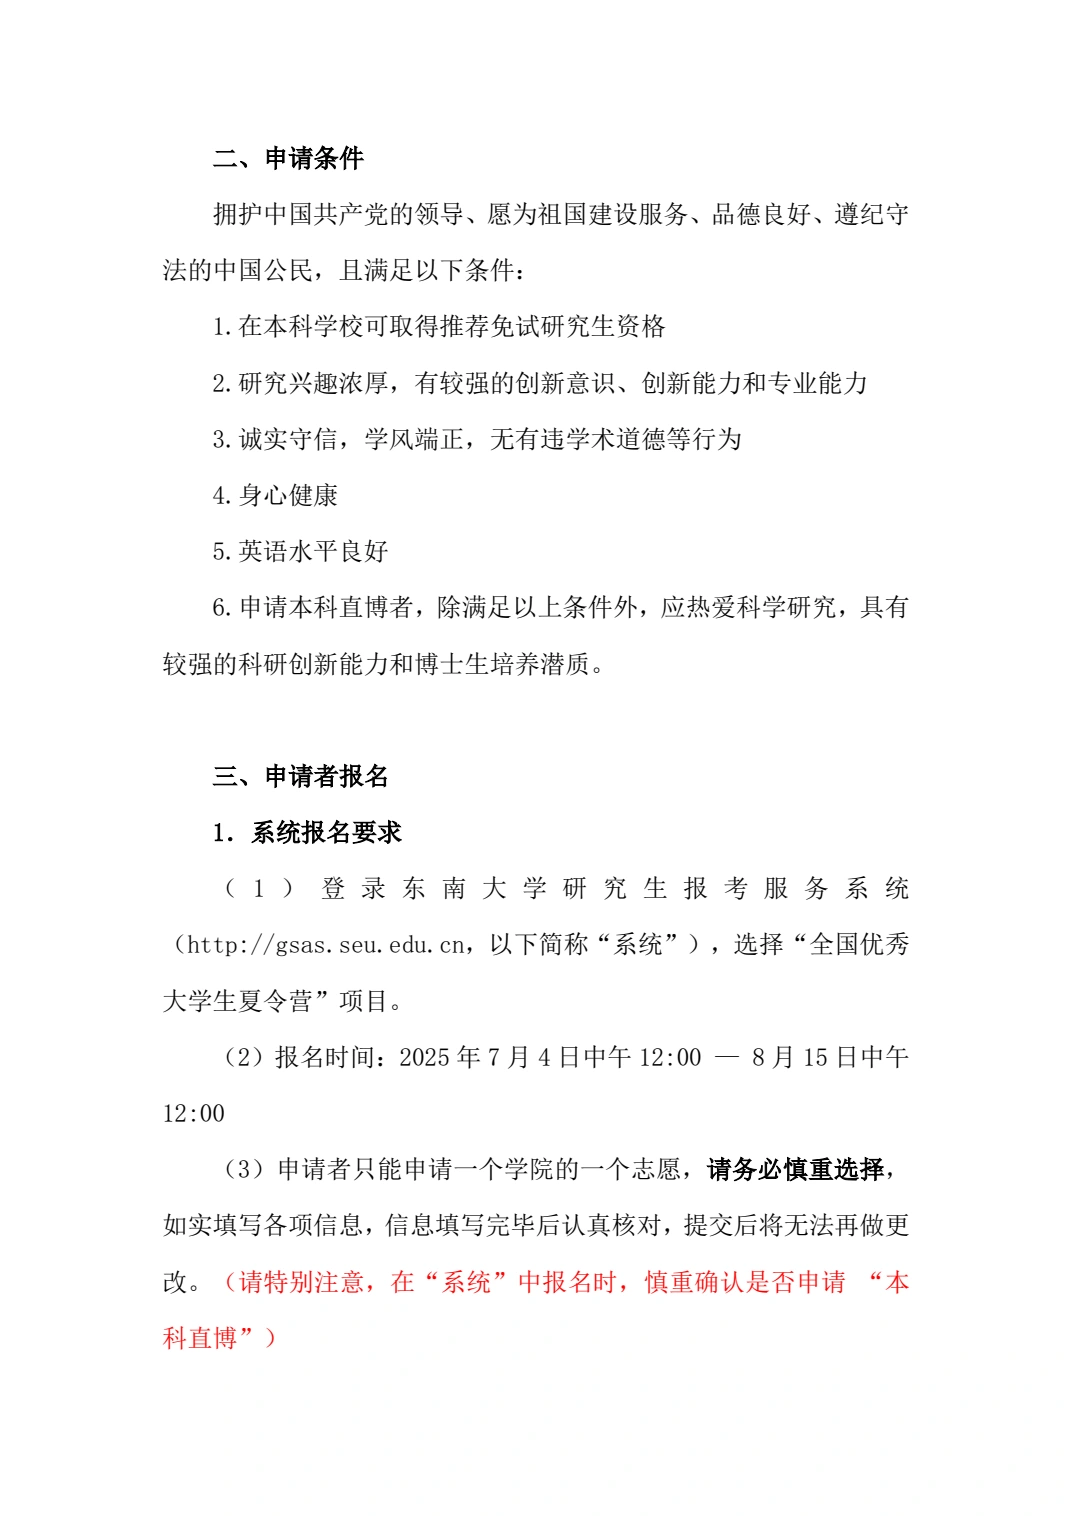 二、申请条件
拥护中国共产党的领导、愿为祖国建设服务、品德良好、遵纪守
法的中国公民，且满足以下条件：
1.在本科学校可取得推荐免试研究生资格
2.研究兴趣浓厚，有较强的创新意识、创新能力和专业能力
3.诚实守信，学风端正，无有违学术道德等行为
4.身心健康
5.英语水平良好
6.申请本科直博者，除满足以上条件外，应热爱科学研究，具有
较强的科研创新能力和博士生培养潜质。
三、申请者报名
1. 系统报名要求
（1）登录东南大学研究生报考服务系统
（http://gsas.seu.edu.cn，以下简称“系统”），选择“全国优秀
大学生夏令营”项目。
（2）报名时间：2025 年 7 月 4 日中午 12:00 — 8 月 15 日中午
12:00
（3）申请者只能申请一个学院的一个志愿，请务必慎重选择，
如实填写各项信息，信息填写完毕后认真核对，提交后将无法再做更
改。（请特别注意，在“系统”中报名时，慎重确认是否申请 “本
科直博”）